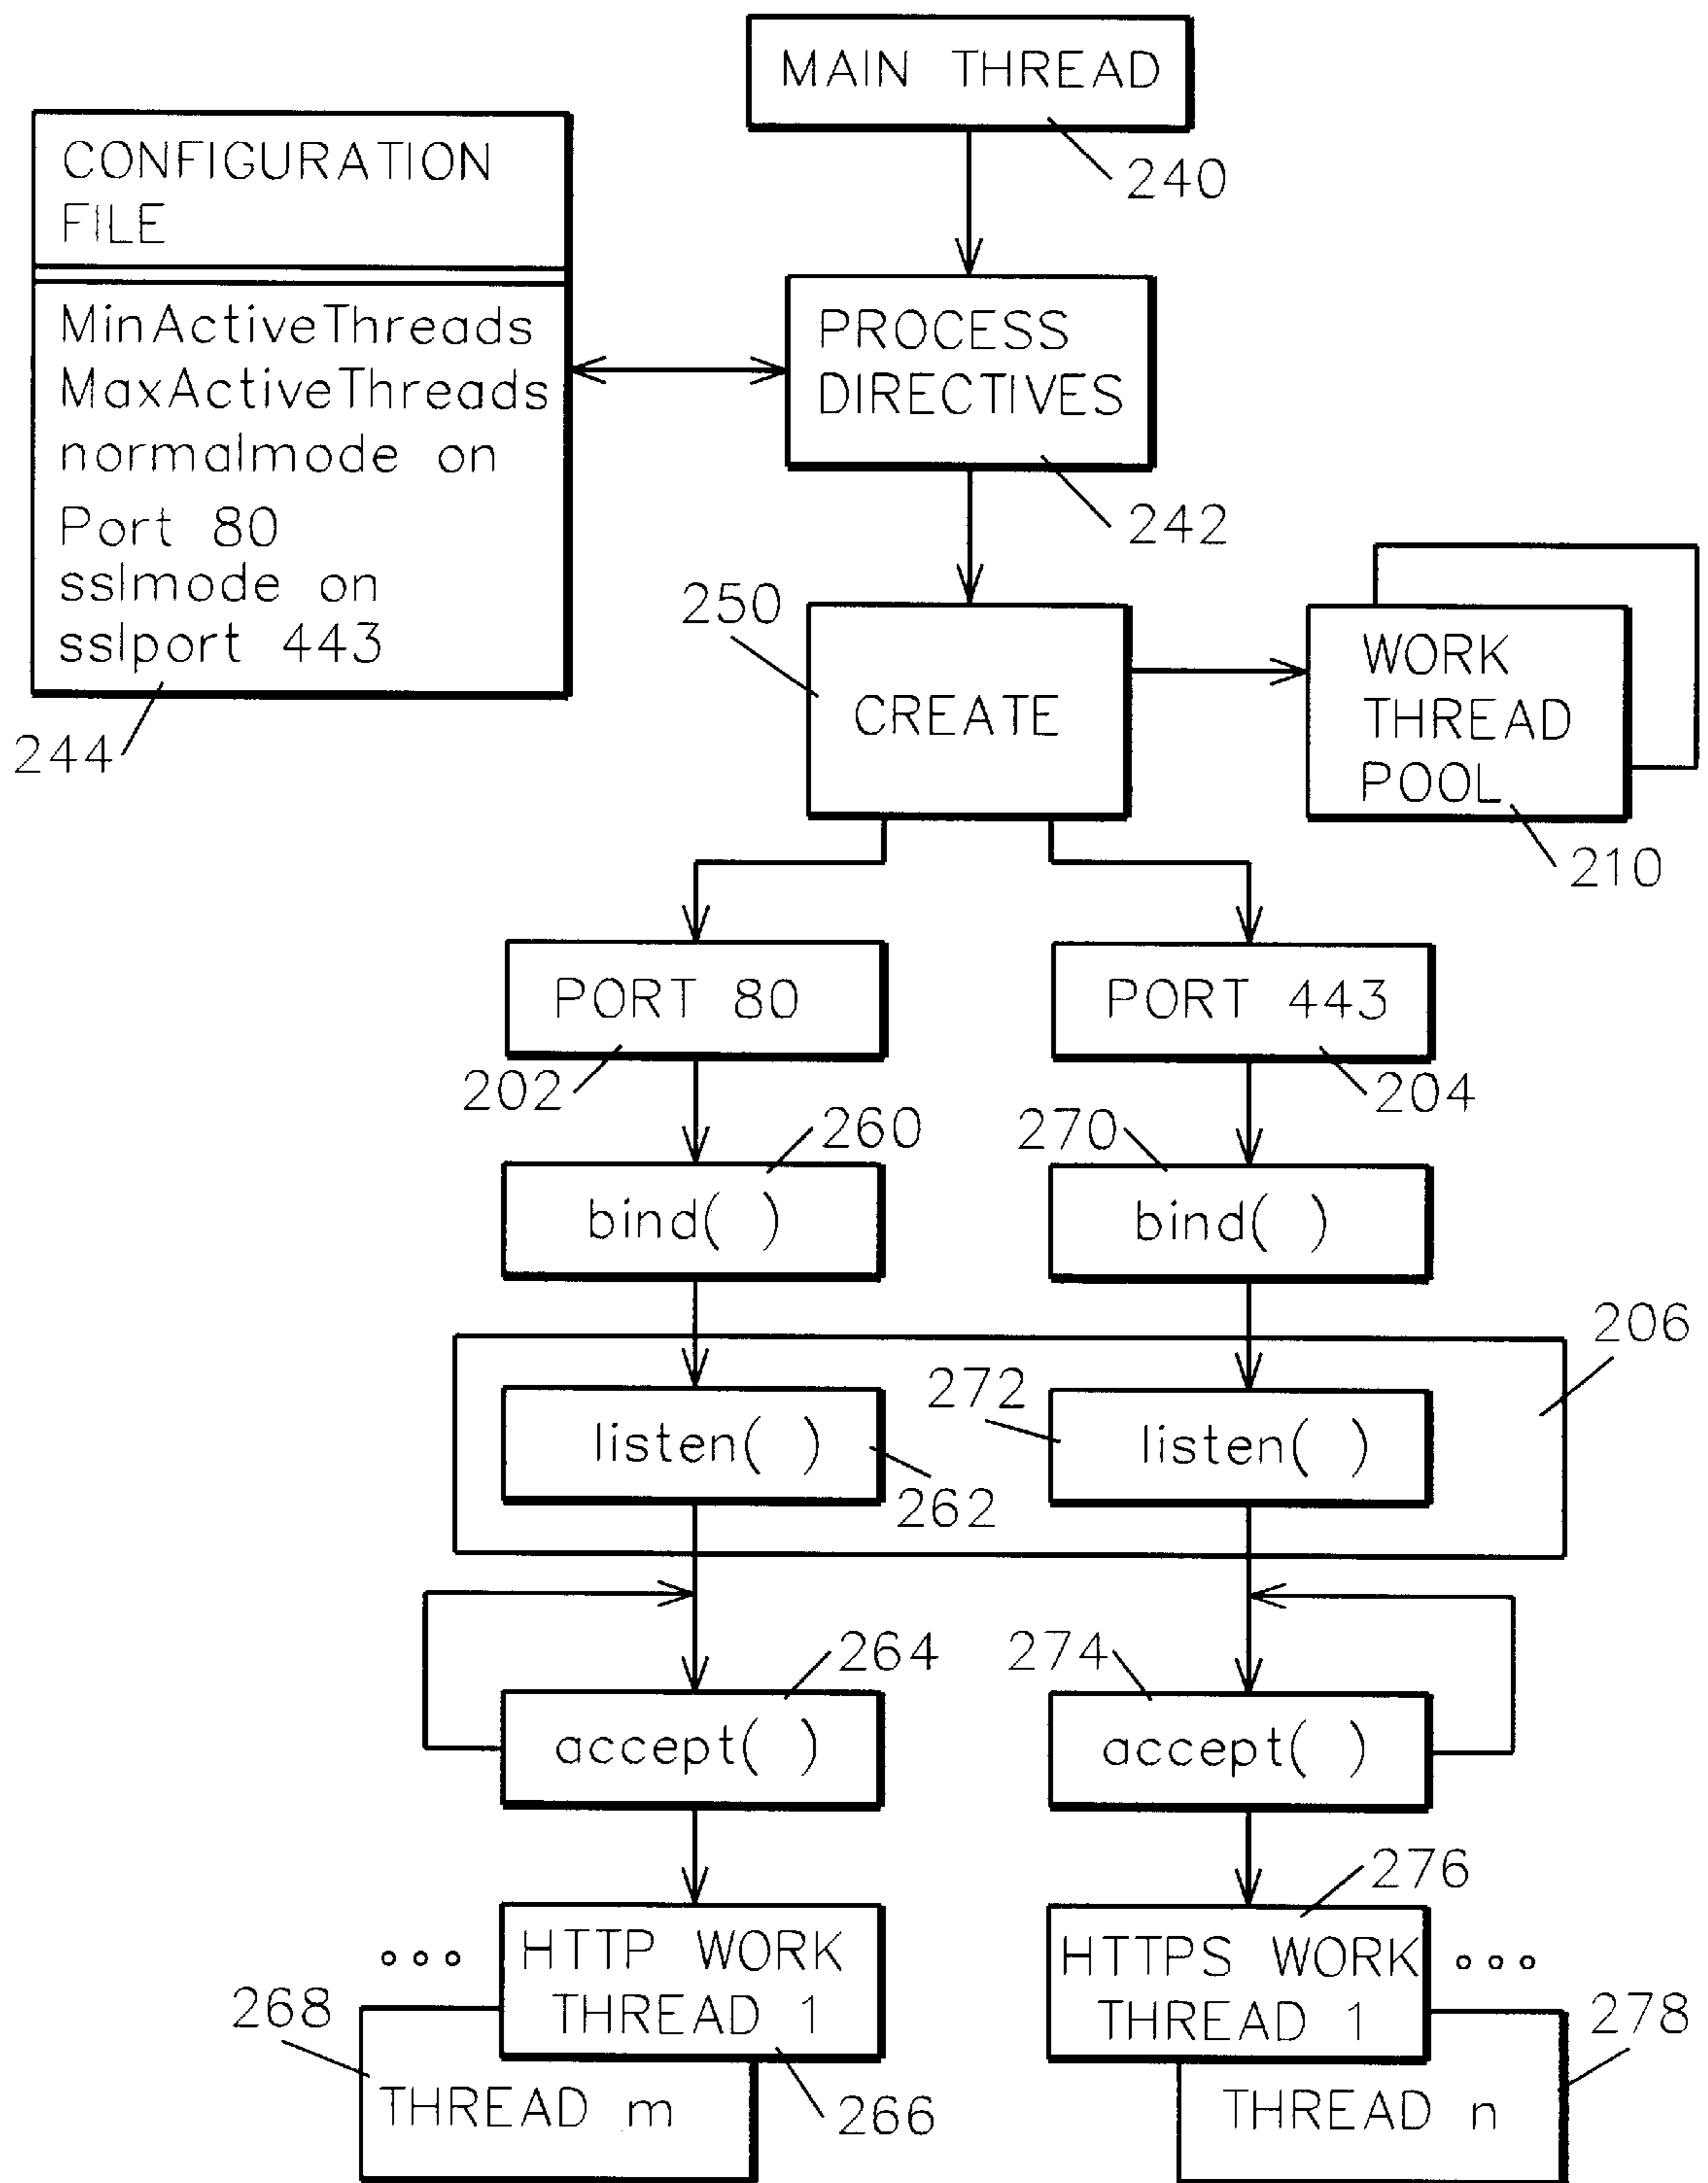 MAIN THREAD
240
CONFIGURATION
FILE
MinActiveThreads
MaxActiveThreads
normalmode on
Port 80
sslmode on
sslport 443
244
PROCESS
DIRECTIVES
242
250
CREATE
WORK
THREAD
POOL
210
PORT 80
202
PORT 443
204
260
bind( )
270
bind( )
206
listen( )
262
272
listen( )
264
accept( )
274
accept( )
276
HTTP WORK
THREAD 1
266
268
THREAD m
HTTPS WORK
THREAD 1
278
THREAD n